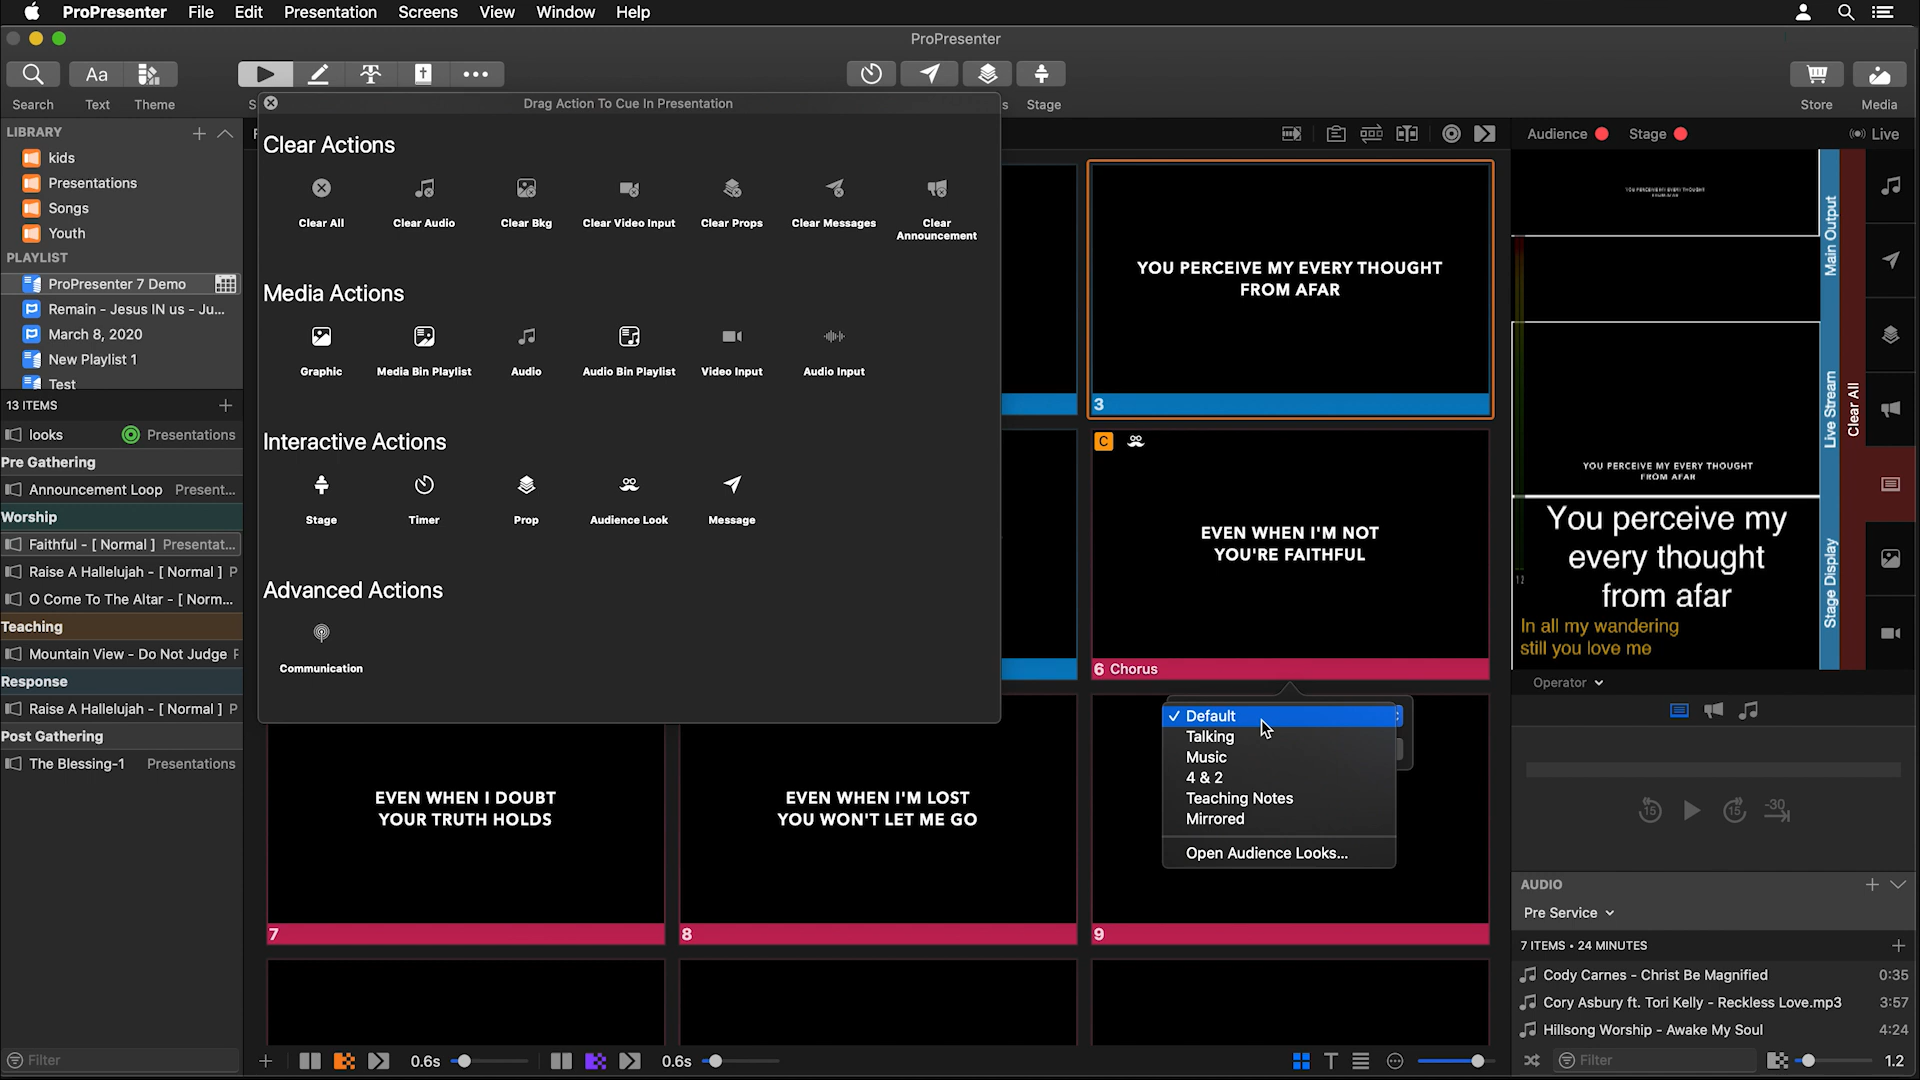 ProPresenter File Edit Presentation Screens View Window Help
ProPresenter
Aa
Search Text Theme S s Stage Store Media
Drag Action To Cue In Presentation
LIBRARY
kids
Presentations
Songs
Youth
PLAYLIST
ProPresenter 7 Demo
Remain - Jesus IN us - Ju...
March 8, 2020
New Playlist 1
Test
13 ITEMS
looks Presentations
Pre Gathering
Announcement Loop Present...
Worship
Faithful - [ Normal ] Presentat...
Raise A Hallelujah - [ Normal ] P
O Come To The Altar - [ Norm...
Teaching
Mountain View - Do Not Judge P
Response
Raise A Hallelujah - [ Normal ] P
Post Gathering
The Blessing-1 Presentations
Filter
Clear Actions
Clear All Clear Audio Clear Bkg Clear Video Input Clear Props Clear Messages Clear
Announcement
Media Actions
Graphic Media Bin Playlist Audio Audio Bin Playlist Video Input Audio Input
Interactive Actions
Stage Timer Prop Audience Look Message
Advanced Actions
Communication
YOU PERCEIVE MY EVERY THOUGHT
FROM AFAR
3
C
EVEN WHEN I'M NOT
YOU'RE FAITHFUL
6 Chorus
Default
Talking
Music
4 & 2
Teaching Notes
Mirrored
Open Audience Looks...
EVEN WHEN I DOUBT
YOUR TRUTH HOLDS
7
EVEN WHEN I'M LOST
YOU WON'T LET ME GO
8
9
0.6s 0.6s
Audience Stage Live
YOU PERCEIVE MY EVERY THOUGHT
FROM AFAR
Main Output
YOU PERCEIVE MY EVERY THOUGHT
FROM AFAR
Live Stream
Clear All
You perceive my
every thought
from afar
In all my wandering
still you love me
Stage Display
1 2
Operator
15 15 -30
AUDIO
Pre Service
7 ITEMS • 24 MINUTES
Cody Carnes - Christ Be Magnified 0:35
Cory Asbury ft. Tori Kelly - Reckless Love.mp3 3:57
Hillsong Worship - Awake My Soul 4:24
Filter 1.2